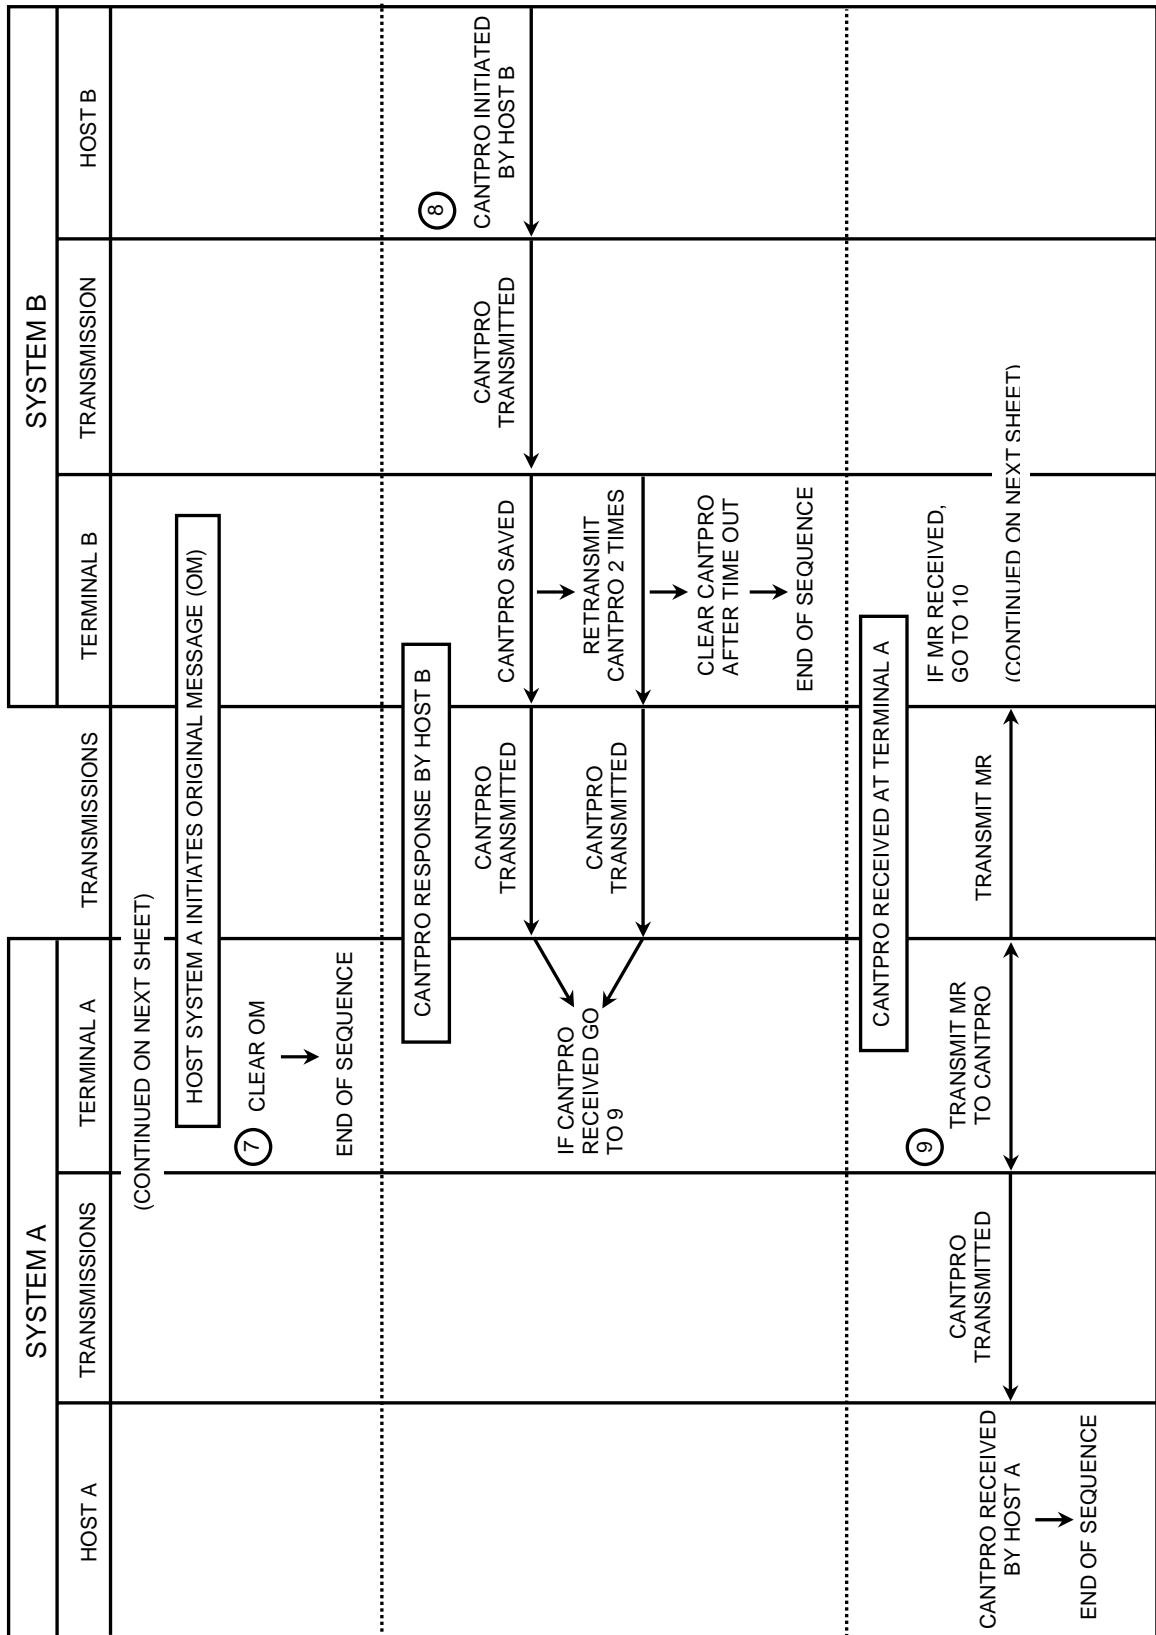 SYSTEM A
SYSTEM B
HOST A
TRANSMISSIONS
TERMINAL A
TRANSMISSIONS
TERMINAL B
TRANSMISSION
HOST B
(CONTINUED ON NEXT SHEET)
HOST SYSTEM A INITIATES ORIGINAL MESSAGE (OM)
7
CLEAR OM
END OF SEQUENCE
CANTPRO RESPONSE BY HOST B
8
CANTPRO INITIATED
BY HOST B
CANTPRO
TRANSMITTED
CANTPRO SAVED
RETRANSMIT
CANTPRO 2 TIMES
CLEAR CANTPRO
AFTER TIME OUT
END OF SEQUENCE
CANTPRO
TRANSMITTED
CANTPRO
TRANSMITTED
IF CANTPRO
RECEIVED GO
TO 9
CANTPRO RECEIVED AT TERMINAL A
9
TRANSMIT MR
TO CANTPRO
TRANSMIT MR
IF MR RECEIVED,
GO TO 10
CANTPRO
TRANSMITTED
CANTPRO RECEIVED
BY HOST A
END OF SEQUENCE
(CONTINUED ON NEXT SHEET)